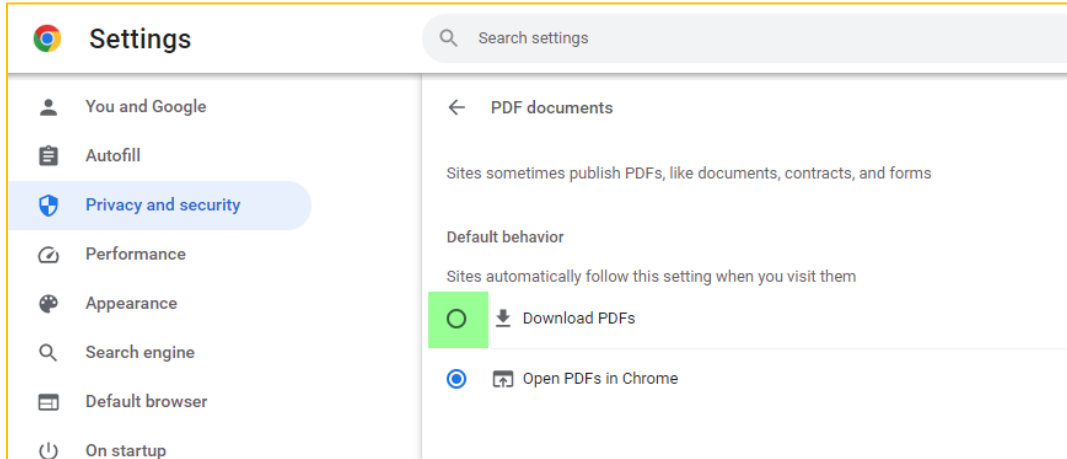 Settings
Search settings
You and Google
Autofill
Privacy and security
Performance
Appearance
Search engine
Default browser
On startup
PDF documents
Sites sometimes publish PDFs, like documents, contracts, and forms
Default behavior
Sites automatically follow this setting when you visit them
Download PDFs
Open PDFs in Chrome